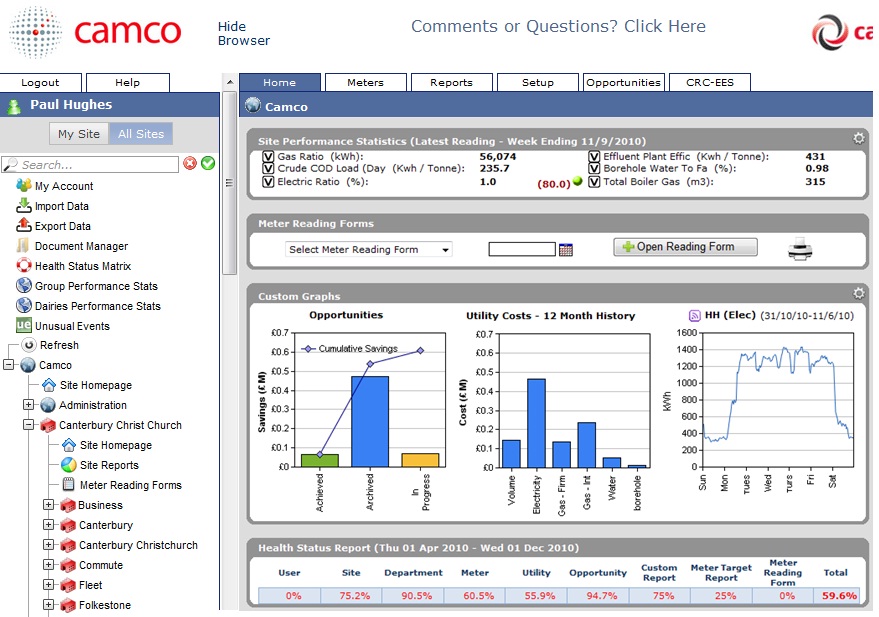 camco
Hide
Browser
Comments or Questions? Click Here
ca
Logout
Help
Home
Meters
Reports
Setup
Opportunities
CRC-EES
Paul Hughes
Camco
My Site
All Sites
Search...
My Account
Import Data
Export Data
Document Manager
Health Status Matrix
Group Performance Stats
Dairies Performance Stats
ue Unusual Events
Refresh
Camco
Site Homepage
Administration
Canterbury Christ Church
Site Homepage
Site Reports
Meter Reading Forms
Business
Canterbury
Canterbury Christchurch
Commute
Fleet
Folkestone
Site Performance Statistics (Latest Reading - Week Ending 11/9/2010)
Gas Ratio (kWh): 56,074 Effluent Plant Effic (Kwh / Tonne): 431
Crude COD Load(Day (Kwh / Tonne): 235.7 Borehole Water To Fa (%): 0.98
Electric Ratio (%): 1.0 (80.0) Total Boiler Gas (m3): 315
Meter Reading Forms
Select Meter Reading Form
Open Reading Form
Custom Graphs
Opportunities
£0.7
£0.6
£0.5
£0.4
£0.3
£0.2
£0.1
£0
Savings (£ M)
Cumulative Savings
Achieved
Archived
In
Progress
Utility Costs - 12 Month History
£0.7
£0.6
£0.5
£0.4
£0.3
£0.2
£0.1
£0
Cost (£ M)
Volume
Electricity
Gas - Firm
Gas - Int
Water
borehole
HH (Elec) (31/10/10-11/6/10)
1600
1400
1200
1000
800
600
400
200
0
kWh
Sun
Mon
Tues
Wed
Turs
Fri
Sat
Health Status Report (Thu 01 Apr 2010 - Wed 01 Dec 2010)
User Site Department Meter Utility Opportunity Custom Report Meter Target Report Meter Reading Form Total
0% 75.2% 90.5% 60.5% 55.9% 94.7% 75% 25% 0% 59.6%